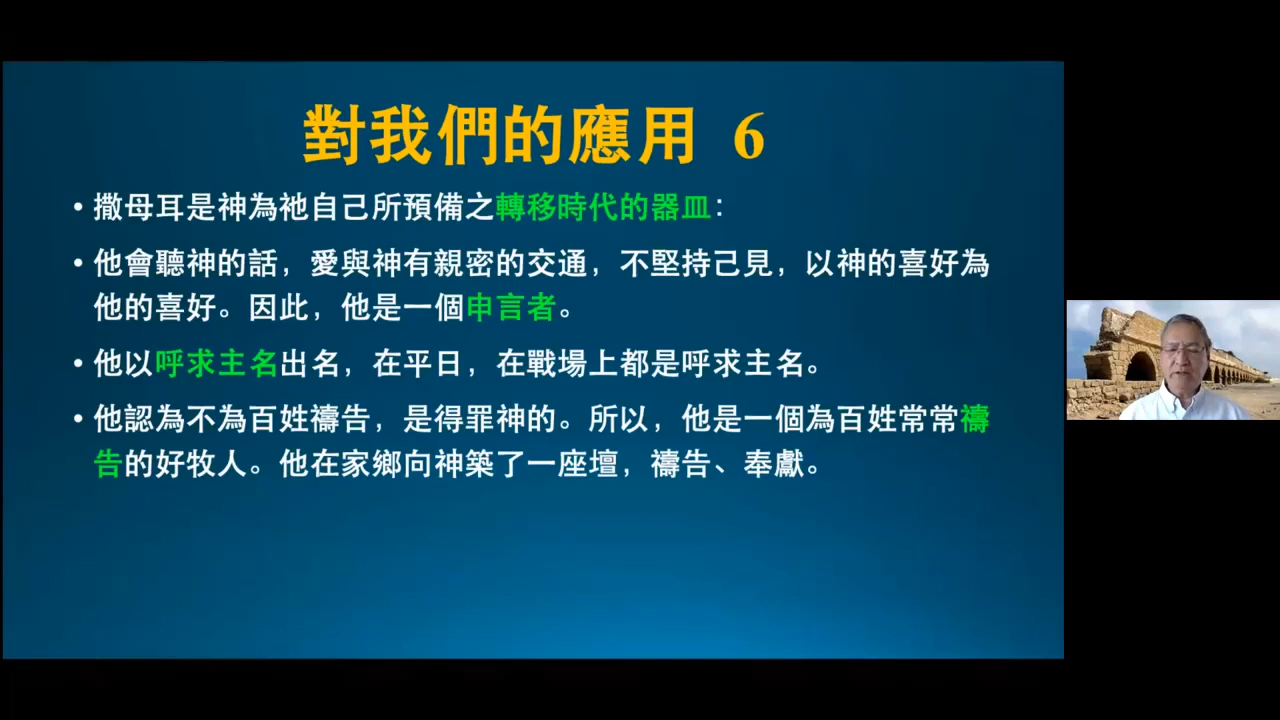 對我們的應用 6
• 撒母耳是神為祂自己所預備之轉移時代的器皿：
• 他會聽神的話，愛與神有親密的交通，不堅持己見，以神的喜好為
他的喜好。因此，他是一個申言者。
• 他以呼求主名出名，在平日，在戰場上都是呼求主名。
• 他認為不為百姓禱告，是得罪神的。所以，他是一個為百姓常常禱
告的好牧人。他在家鄉向神築了一座壇，禱告、奉獻。